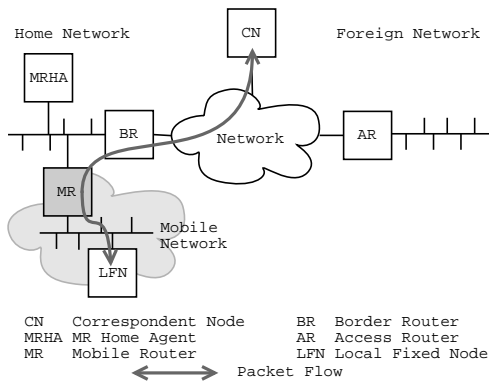 CN
Home Network
Foreign Network
MRHA
BR
Network
AR
MR
Mobile
Network
LFN
CN Correspondent Node
BR Border Router
MRHA MR Home Agent
AR Access Router
MR Mobile Router
LFN Local Fixed Node
Packet Flow